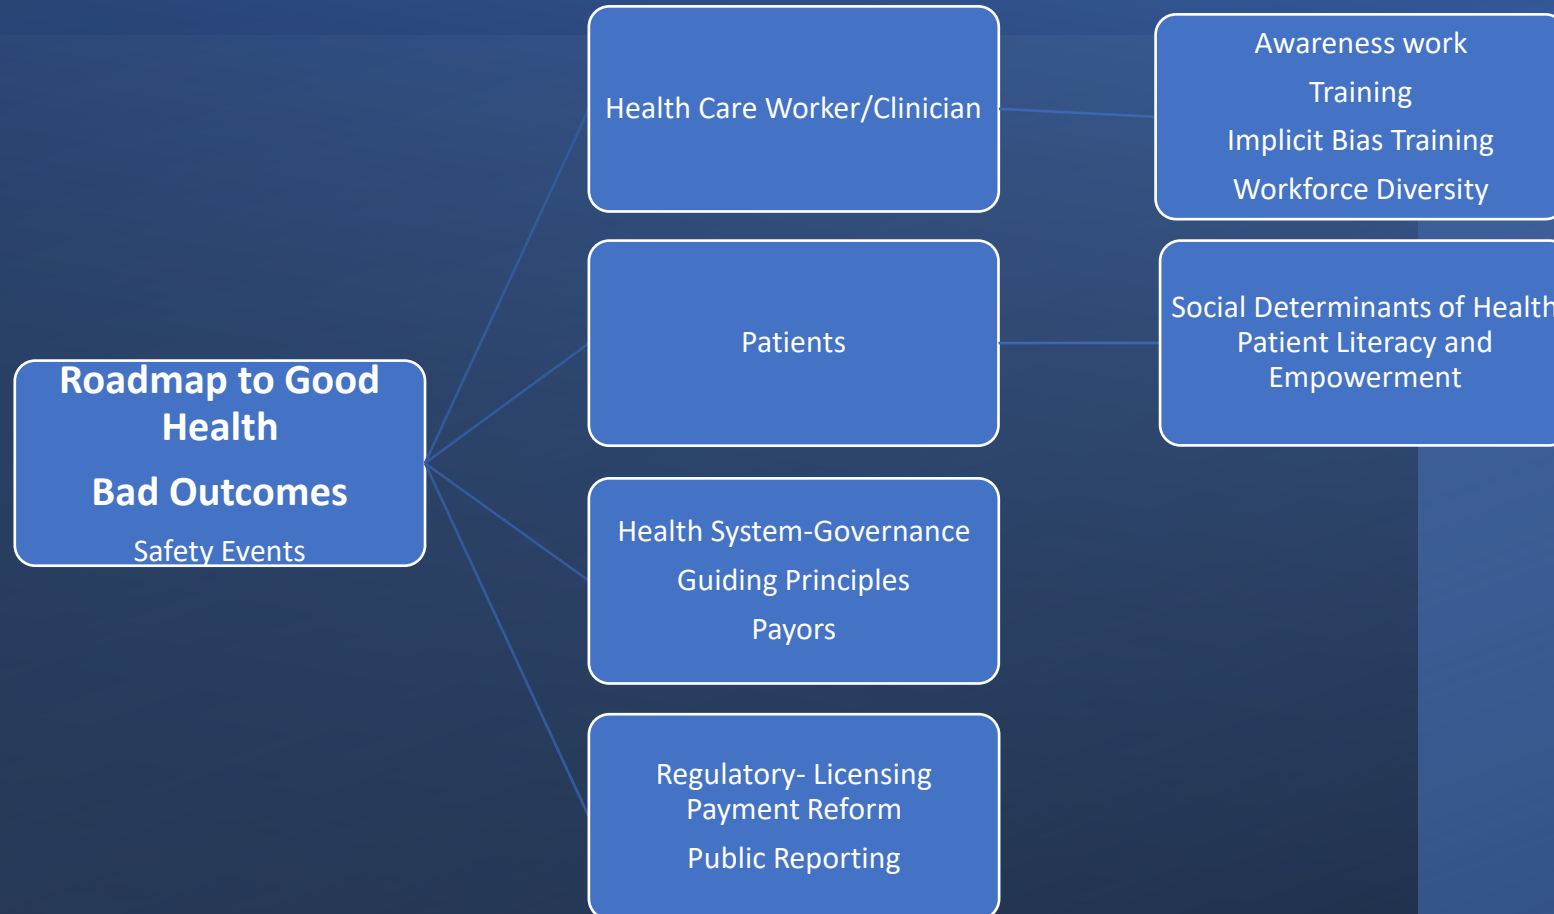 Roadmap to Good
Health
Bad Outcomes
Safety Events
Health Care Worker/Clinician
Awareness work
Training
Implicit Bias Training
Workforce Diversity
Patients
Social Determinants of Health
Patient Literacy and
Empowerment
Health System-Governance
Guiding Principles
Payors
Regulatory- Licensing
Payment Reform
Public Reporting